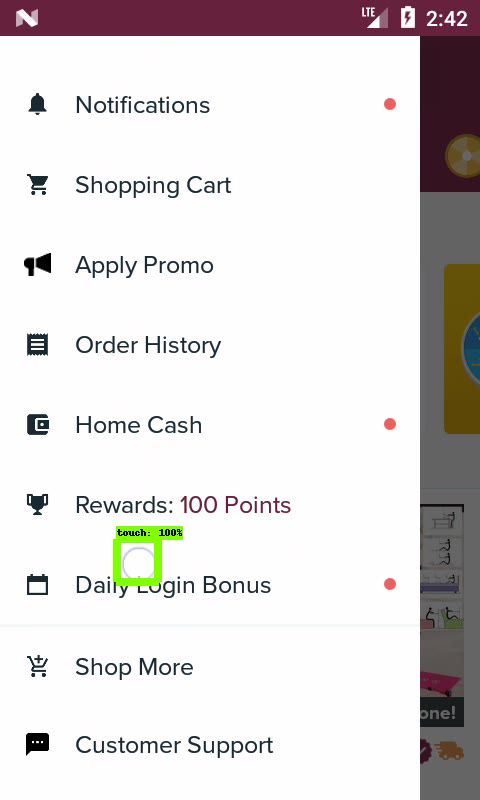 LTE 2:42
Notifications
Shopping Cart
Apply Promo
Order History
Home Cash
Rewards: 100 Points
touch: 100%
Daily Login Bonus
Shop More
one!
Customer Support